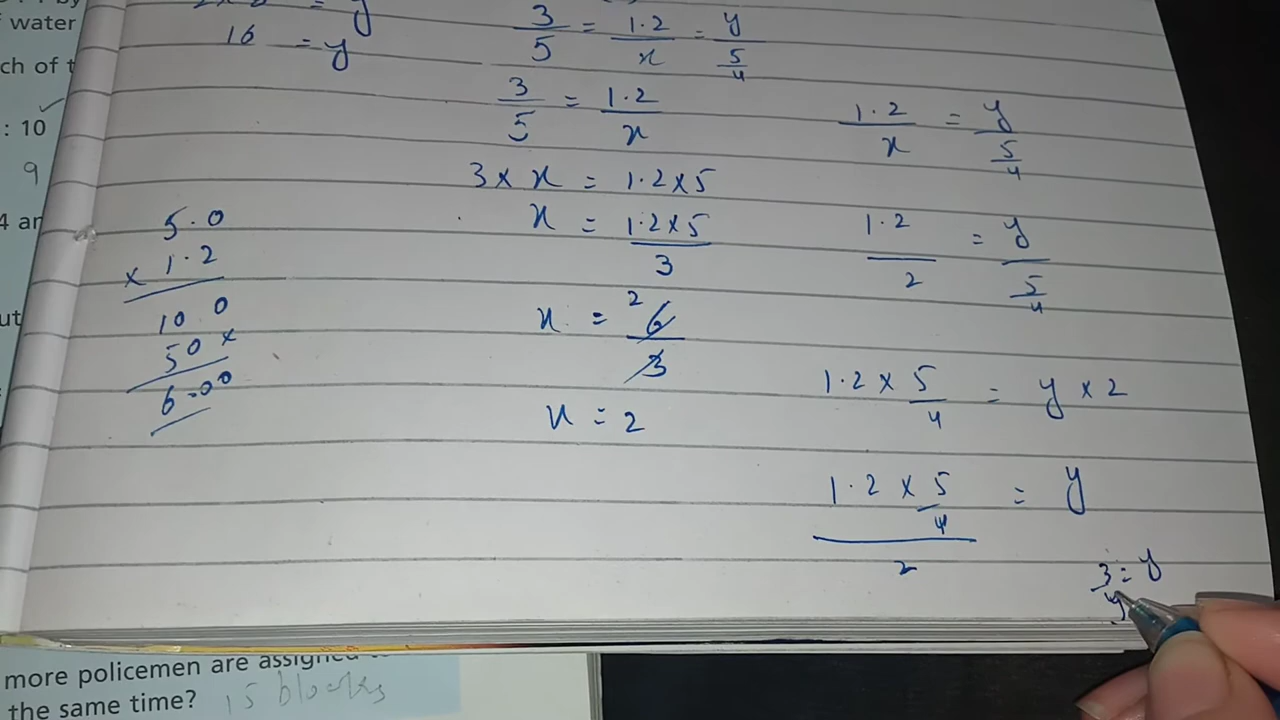 water
ch of t
: 10
9
4 ar
ut
= y
16 = y
5.0
× 1.2
10 0
50 ×
6.00
3/5 = 1.2/x = y/(5/4)
3/5 = 1.2/x
3 × x = 1.2 × 5
x = (1.2 × 5)/3
x = 6/3 2
x = 2
1.2/x = y/(5/4)
1.2/2 = y/(5/4)
1.2 × 5/4 = y × 2
(1.2 × 5/4)/2 = y
3 = y
more policemen are assigned
the same time? 15 blocks